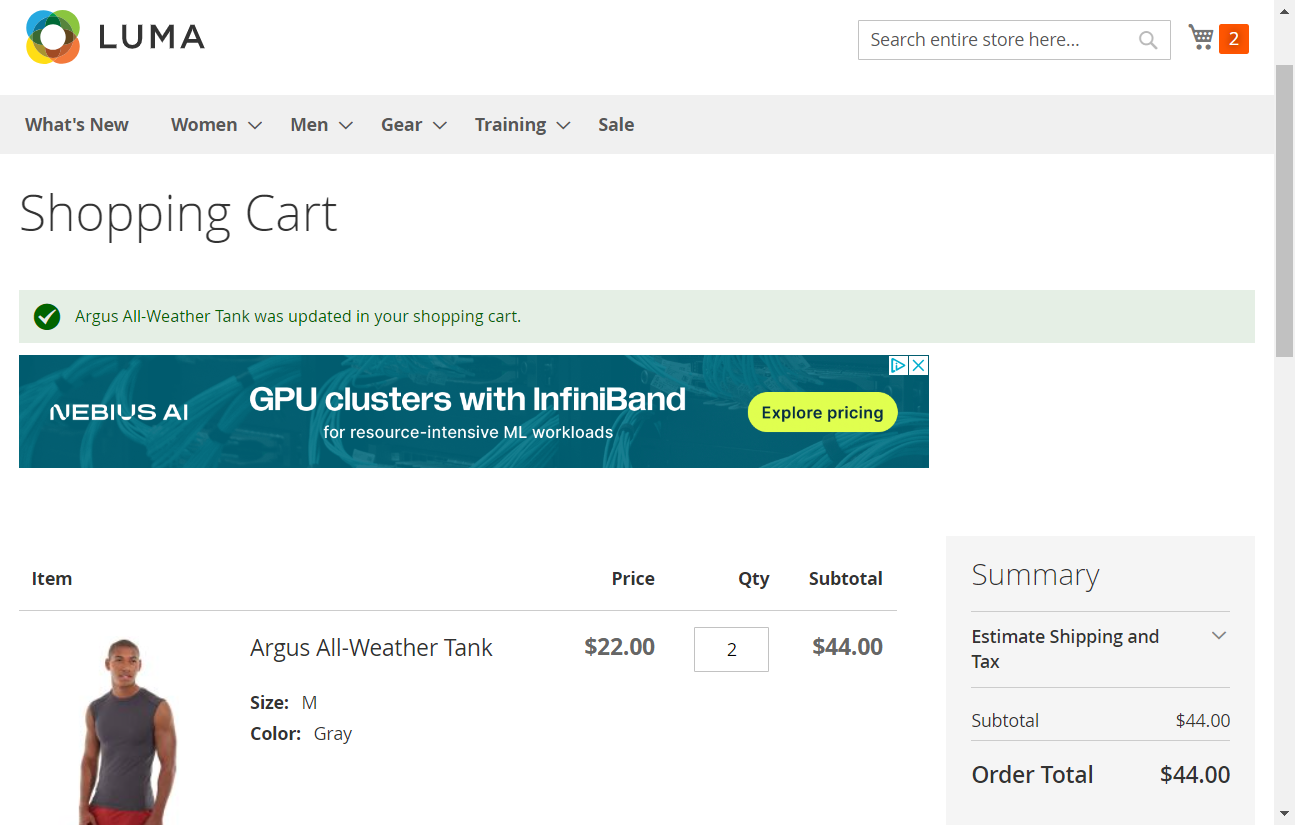 LUMA
Search entire store here...
2
What's New
Women
Men
Gear
Training
Sale
Shopping Cart
Argus All-Weather Tank was updated in your shopping cart.
NEBIUS AI
GPU clusters with InfiniBand
for resource-intensive ML workloads
Explore pricing
Item Price Qty Subtotal
Argus All-Weather Tank $22.00 2 $44.00
Size: M
Color: Gray
Summary
Estimate Shipping and
Tax
Subtotal $44.00
Order Total $44.00